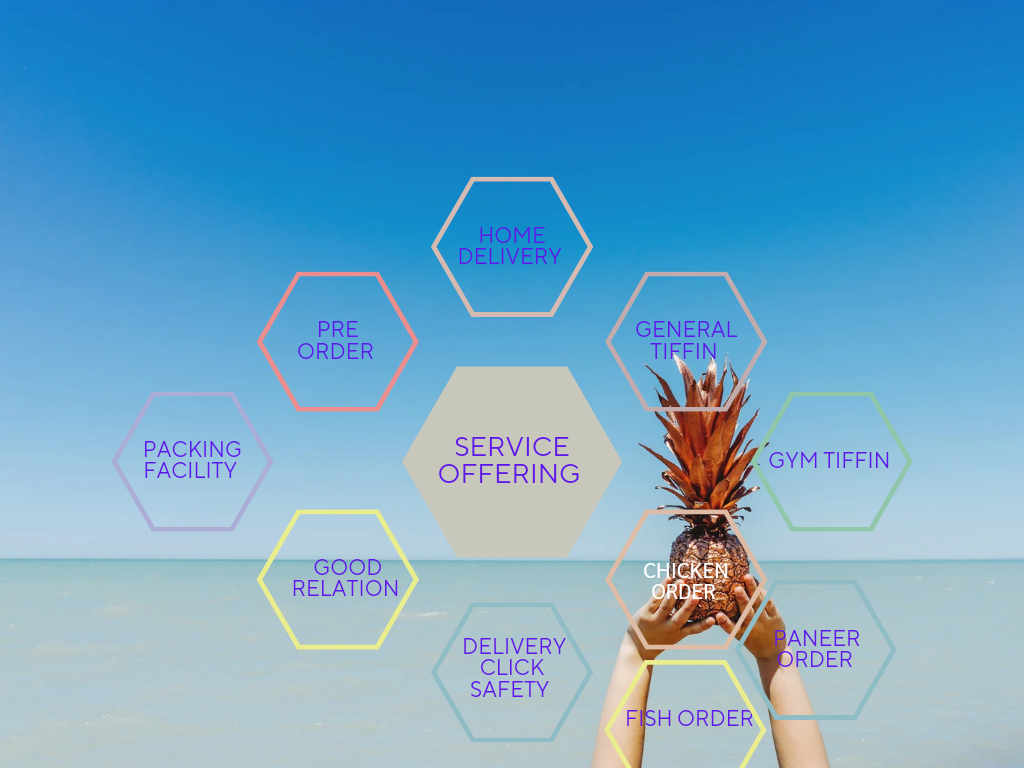 HOME
DELIVERY
PRE
ORDER
GENERAL
TIFFIN
PACKING
FACILITY
SERVICE
OFFERING
GYM TIFFIN
GOOD
RELATION
CHICKEN
ORDER
DELIVERY
CLICK
SAFETY
PANEER
ORDER
FISH ORDER